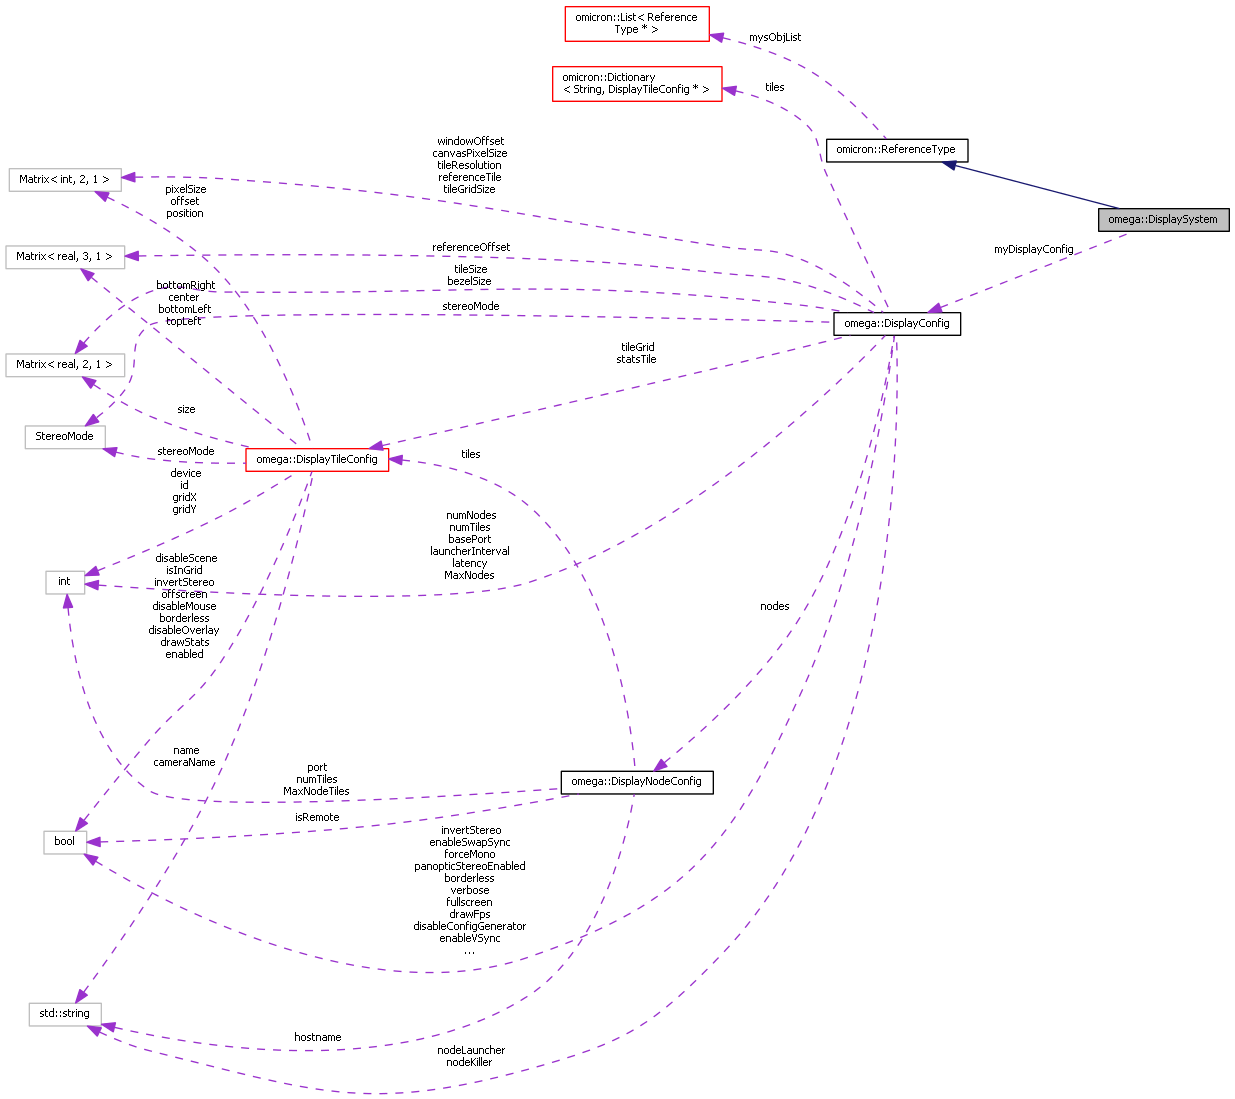 omicron::List< Reference
Type * >
mysObjList
omicron::Dictionary
< String, DisplayTileConfig * >
tiles
windowOffset
canvasPixelSize
tileResolution
referenceTile
tileGridSize
omicron::ReferenceType
Matrix< int, 2, 1 >
pixelSize
offset
position
omega::DisplaySystem
Matrix< real, 3, 1 >
referenceOffset
myDisplayConfig
tileSize
bezelSize
bottomRight
center
bottomLeft
topLeft
stereoMode
omega::DisplayConfig
Matrix< real, 2, 1 >
tileGrid
statsTile
size
StereoMode
stereoMode
omega::DisplayTileConfig
tiles
device
id
gridX
gridY
numNodes
numTiles
basePort
launcherInterval
latency
MaxNodes
int
disableScene
isInGrid
invertStereo
offscreen
disableMouse
borderless
disableOverlay
drawStats
enabled
nodes
name
cameraName
port
numTiles
MaxNodeTiles
omega::DisplayNodeConfig
isRemote
bool
invertStereo
enableSwapSync
forceMono
panopticStereoEnabled
borderless
verbose
fullscreen
drawFps
disableConfigGenerator
enableVSync
...
std::string
hostname
nodeLauncher
nodeKiller